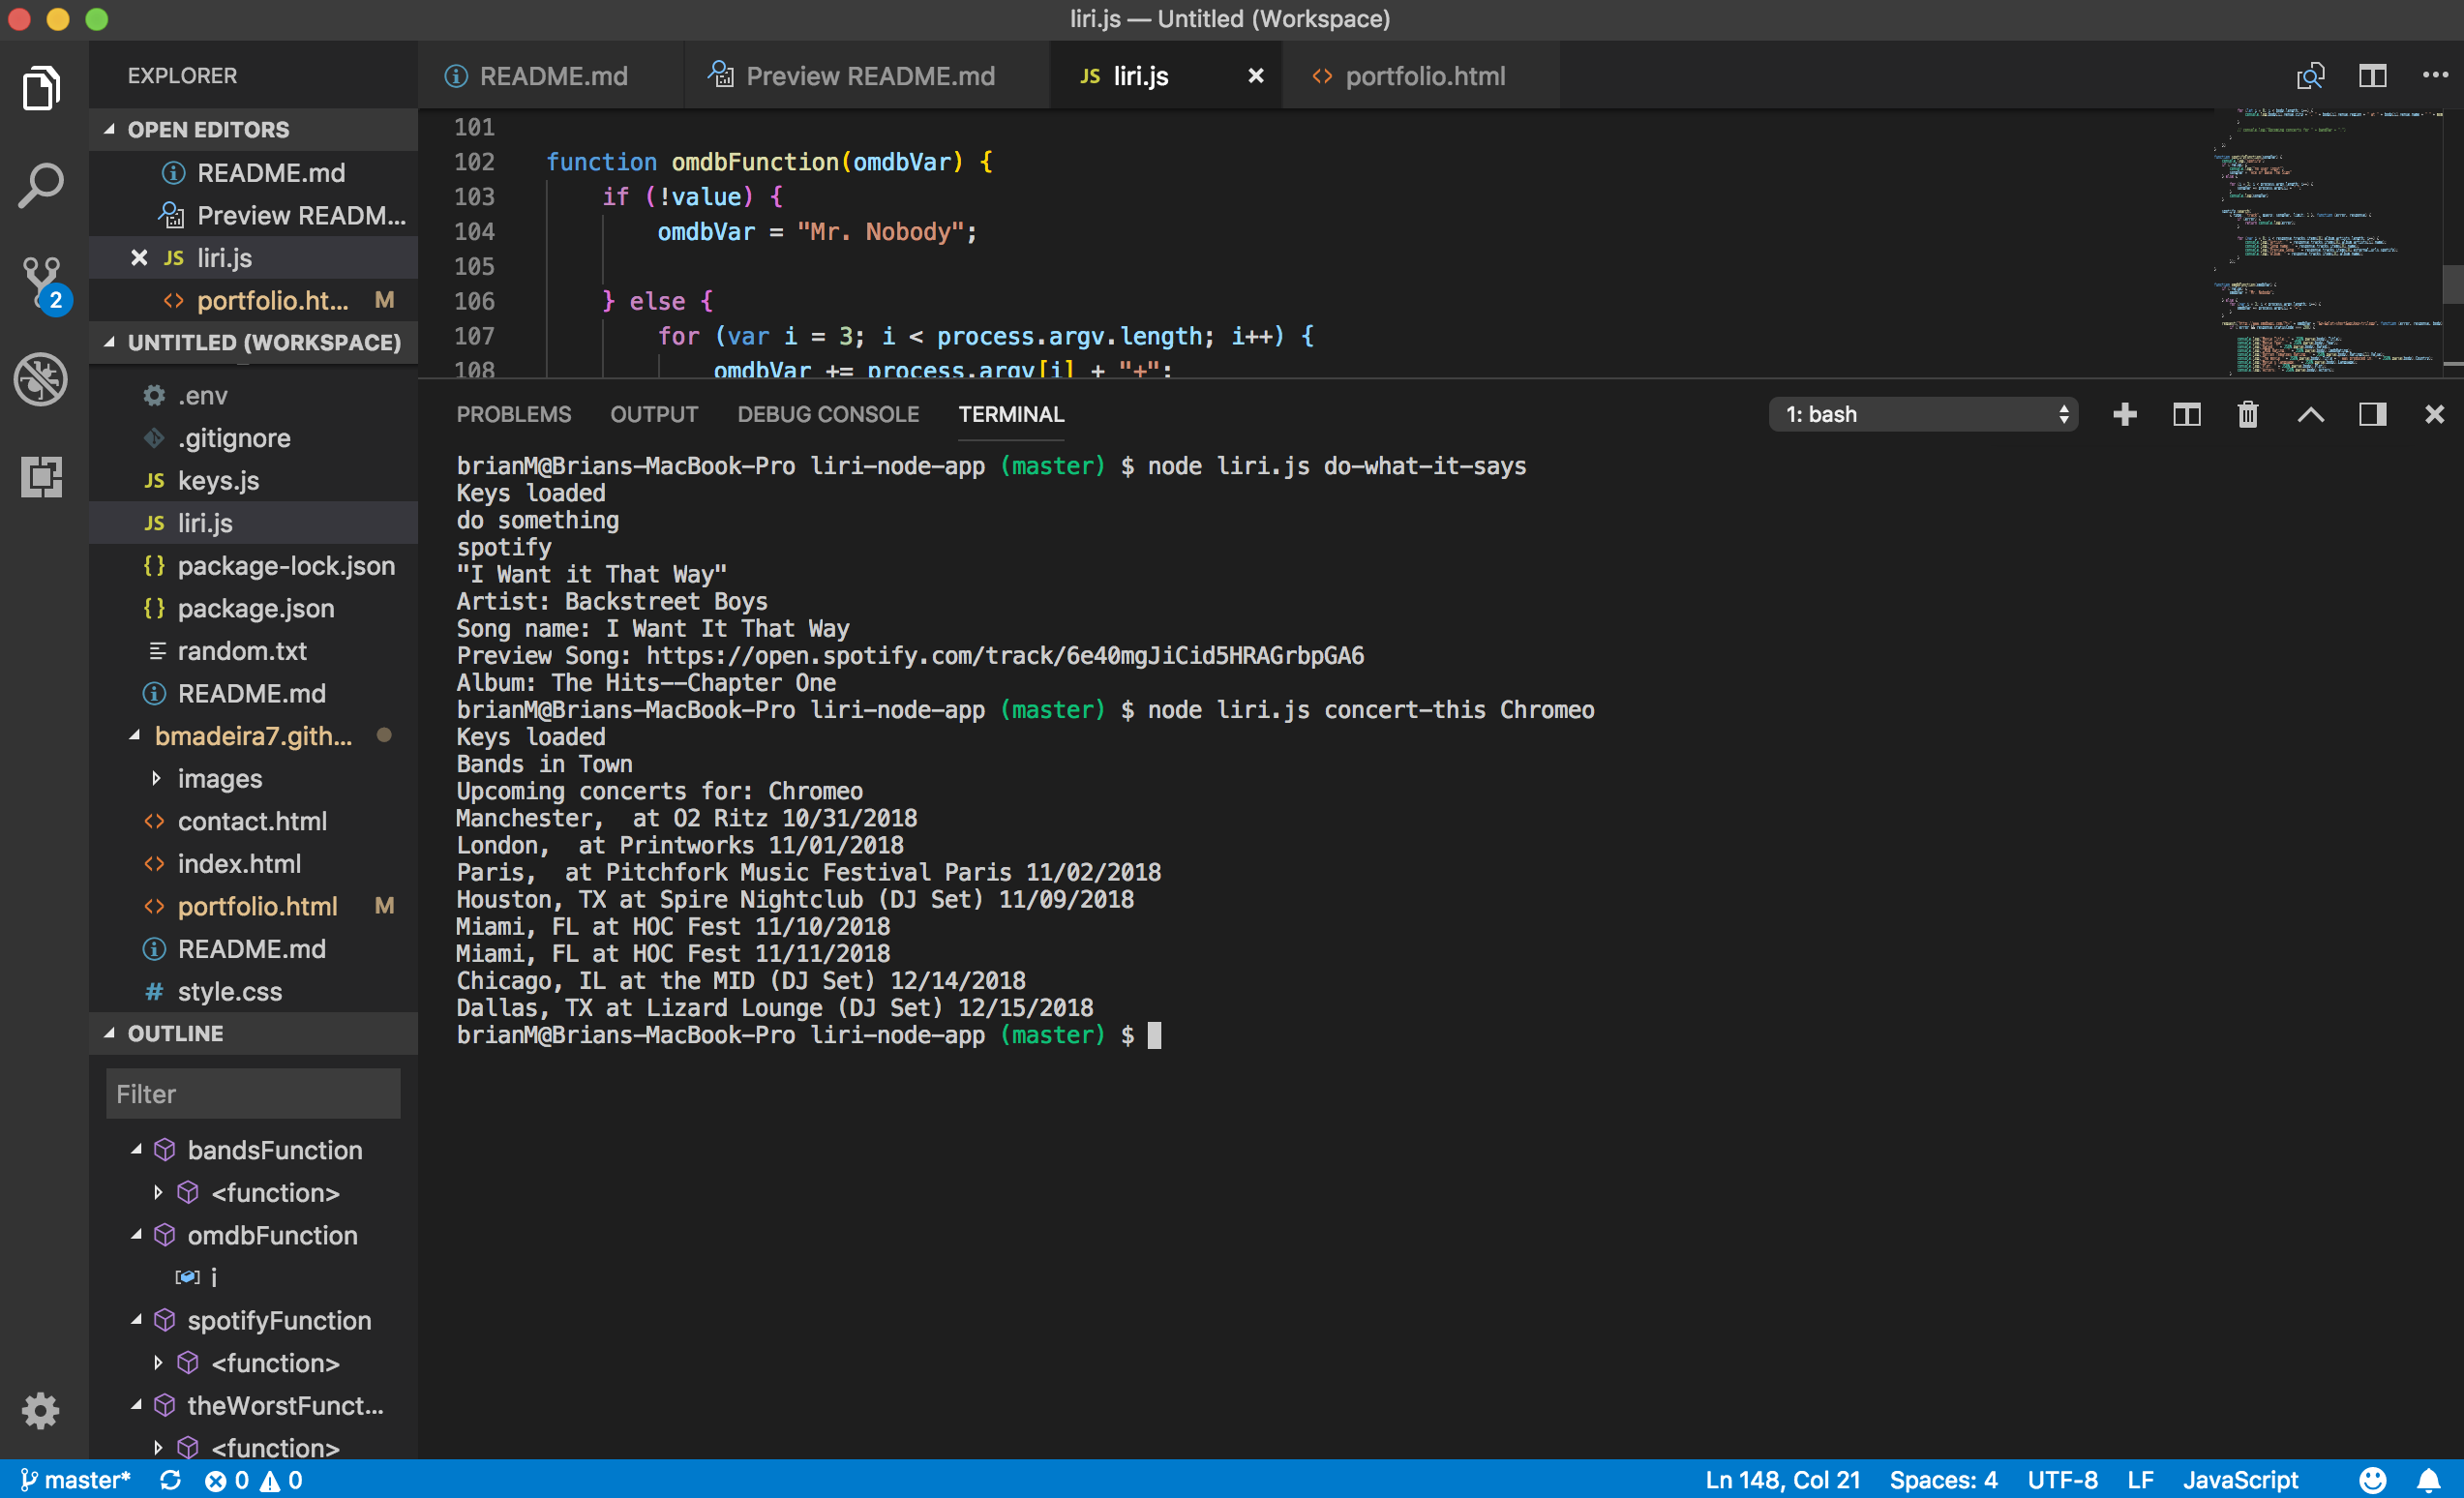 liri.js — Untitled (Workspace)
EXPLORER
OPEN EDITORS
README.md
Preview READM...
liri.js
portfolio.ht... M
UNTITLED (WORKSPACE)
.env
.gitignore
keys.js
liri.js
package-lock.json
package.json
random.txt
README.md
bmadeira7.gith...
images
contact.html
index.html
portfolio.html M
README.md
style.css
OUTLINE
Filter
bandsFunction
<function>
omdbFunction
i
spotifyFunction
<function>
theWorstFunct...
<function>
2
README.md Preview README.md JS liri.js portfolio.html
101
102 function omdbFunction(omdbVar) {
103 if (!value) {
104 omdbVar = "Mr. Nobody";
105
106 } else {
107 for (var i = 3; i < process.argv.length; i++) {
108 omdbVar += process.argv[i] + "+";
PROBLEMS OUTPUT DEBUG CONSOLE TERMINAL 1: bash
brianM@Brians-MacBook-Pro liri-node-app (master) $ node liri.js do-what-it-says
Keys loaded
do something
spotify
"I Want it That Way"
Artist: Backstreet Boys
Song name: I Want It That Way
Preview Song: https://open.spotify.com/track/6e40mgJiCid5HRAGrbpGA6
Album: The Hits--Chapter One
brianM@Brians-MacBook-Pro liri-node-app (master) $ node liri.js concert-this Chromeo
Keys loaded
Bands in Town
Upcoming concerts for: Chromeo
Manchester,  at O2 Ritz 10/31/2018
London,  at Printworks 11/01/2018
Paris,  at Pitchfork Music Festival Paris 11/02/2018
Houston, TX at Spire Nightclub (DJ Set) 11/09/2018
Miami, FL at HOC Fest 11/10/2018
Miami, FL at HOC Fest 11/11/2018
Chicago, IL at the MID (DJ Set) 12/14/2018
Dallas, TX at Lizard Lounge (DJ Set) 12/15/2018
brianM@Brians-MacBook-Pro liri-node-app (master) $
master* 0 0 Ln 148, Col 21 Spaces: 4 UTF-8 LF JavaScript